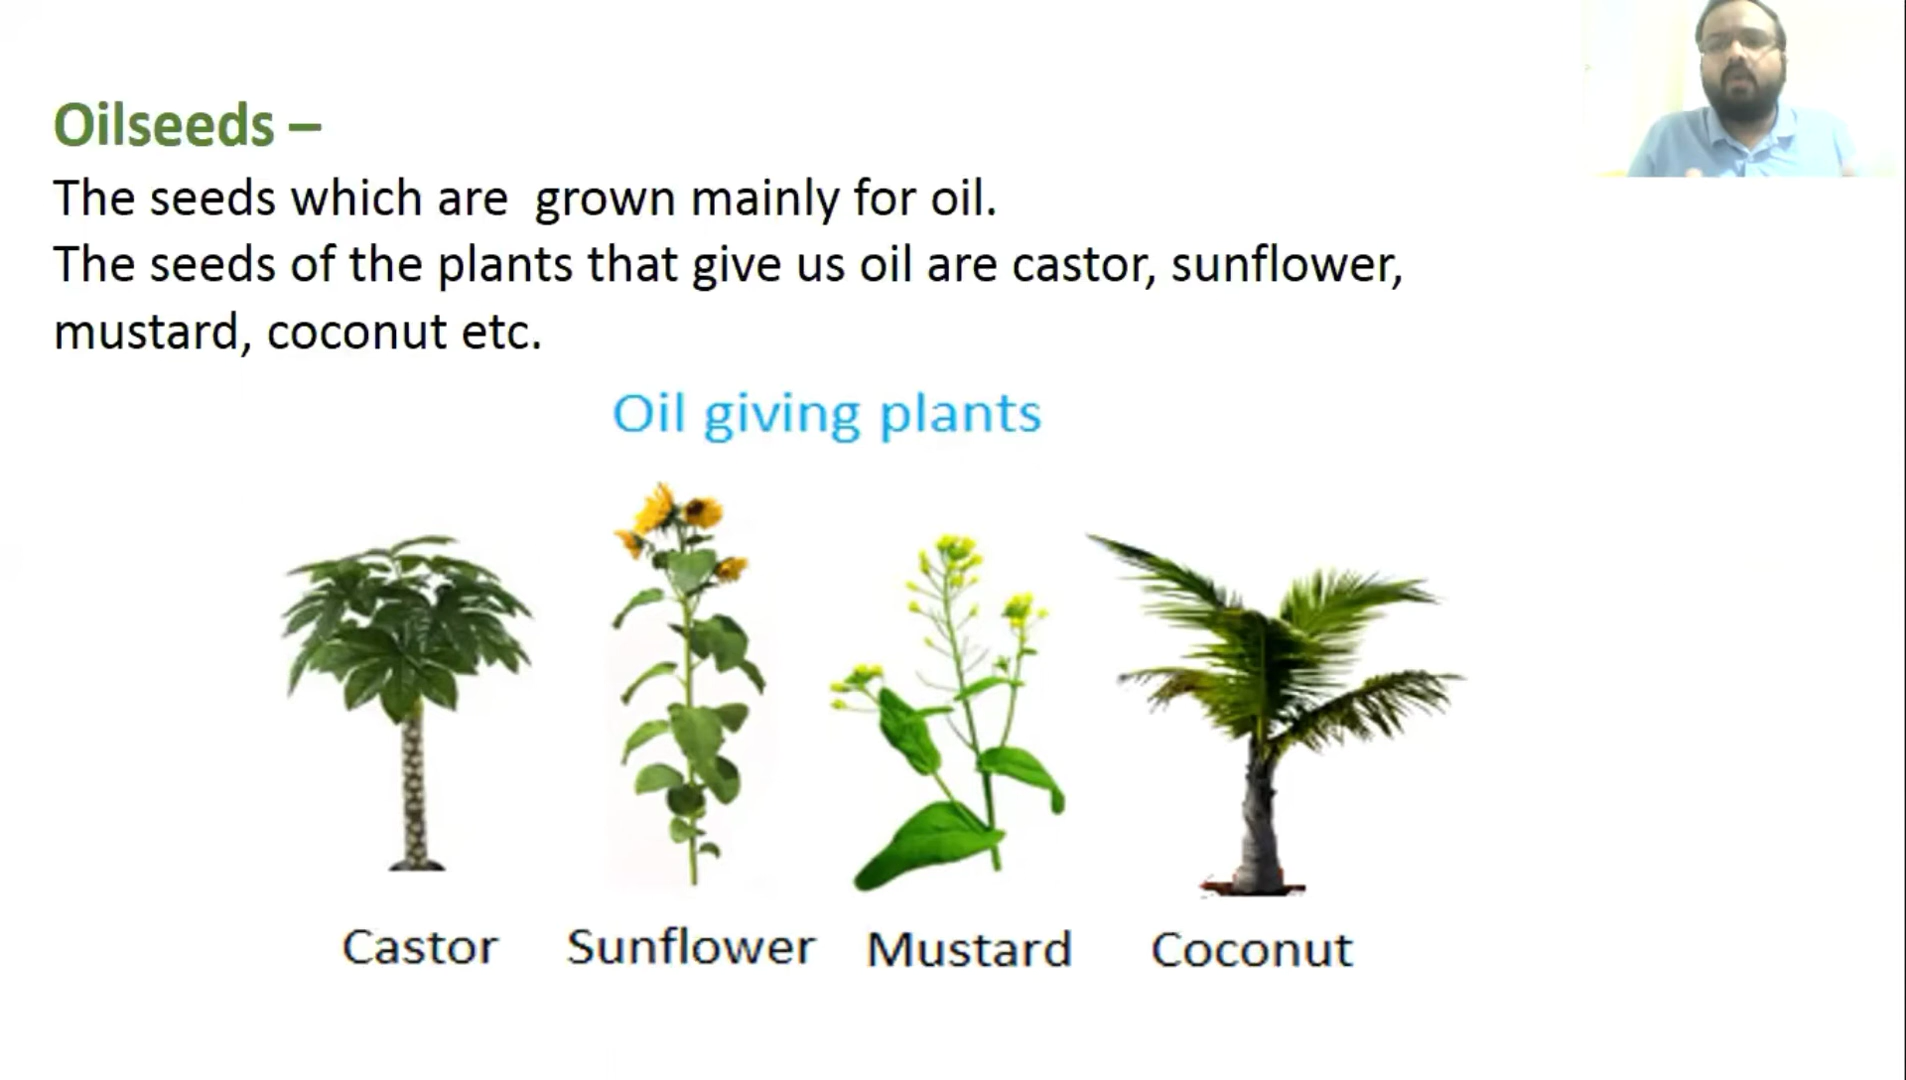 Oilseeds –
The seeds which are  grown mainly for oil.
The seeds of the plants that give us oil are castor, sunflower,
mustard, coconut etc.
Oil giving plants
Castor Sunflower Mustard Coconut